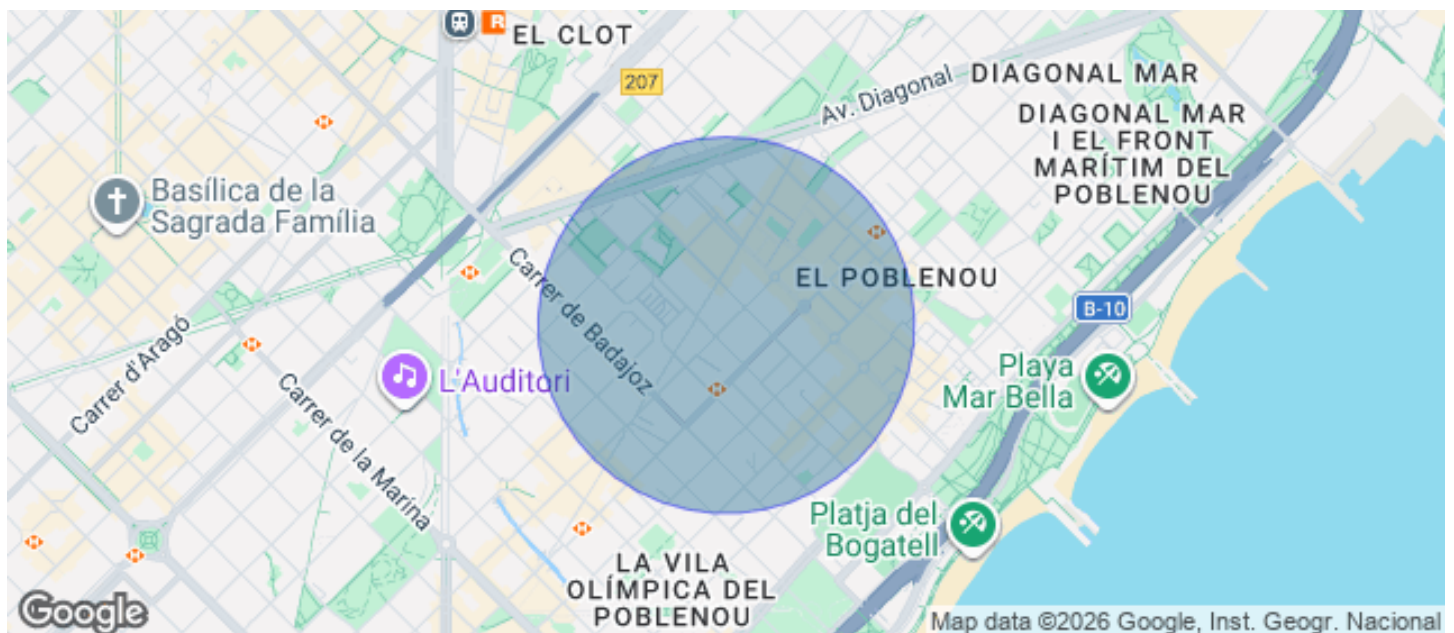 R
EL CLOT
207
Av. Diagonal
DIAGONAL MAR
DIAGONAL MAR
I EL FRONT
MARÍTIM DEL
POBLENOU
Basílica de la
Sagrada Família
Carrer de Badajoz
EL POBLENOU
B-10
Carrer d'Aragó
L'Auditori
Playa
Mar Bella
Carrer de la Marina
Platja del
Bogatell
LA VILA
OLÍMPICA DEL
POBLENOU
Google
Map data ©2026 Google, Inst. Geogr. Nacional